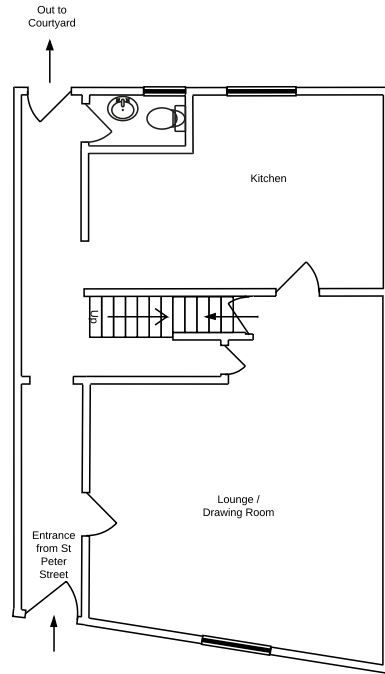 Out to
Courtyard
Kitchen
Up
Lounge /
Drawing Room
Entrance
from St
Peter
Street